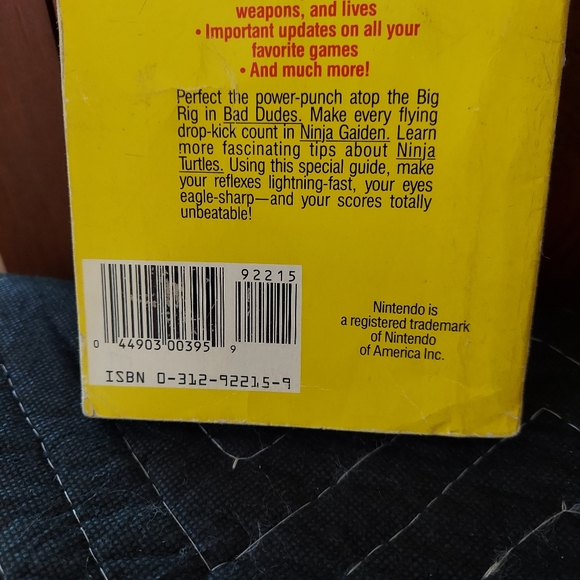 weapons, and lives
• Important updates on all your
favorite games
• And much more!
Perfect the power-punch atop the Big
Rig in Bad Dudes. Make every flying
drop-kick count in Ninja Gaiden. Learn
more fascinating tips about Ninja
Turtles. Using this special guide, make
your reflexes lightning-fast, your eyes
eagle-sharp—and your scores totally
unbeatable!
92215
0 44903 00395 9
ISBN 0-312-92215-9
Nintendo is
a registered trademark
of Nintendo
of America Inc.